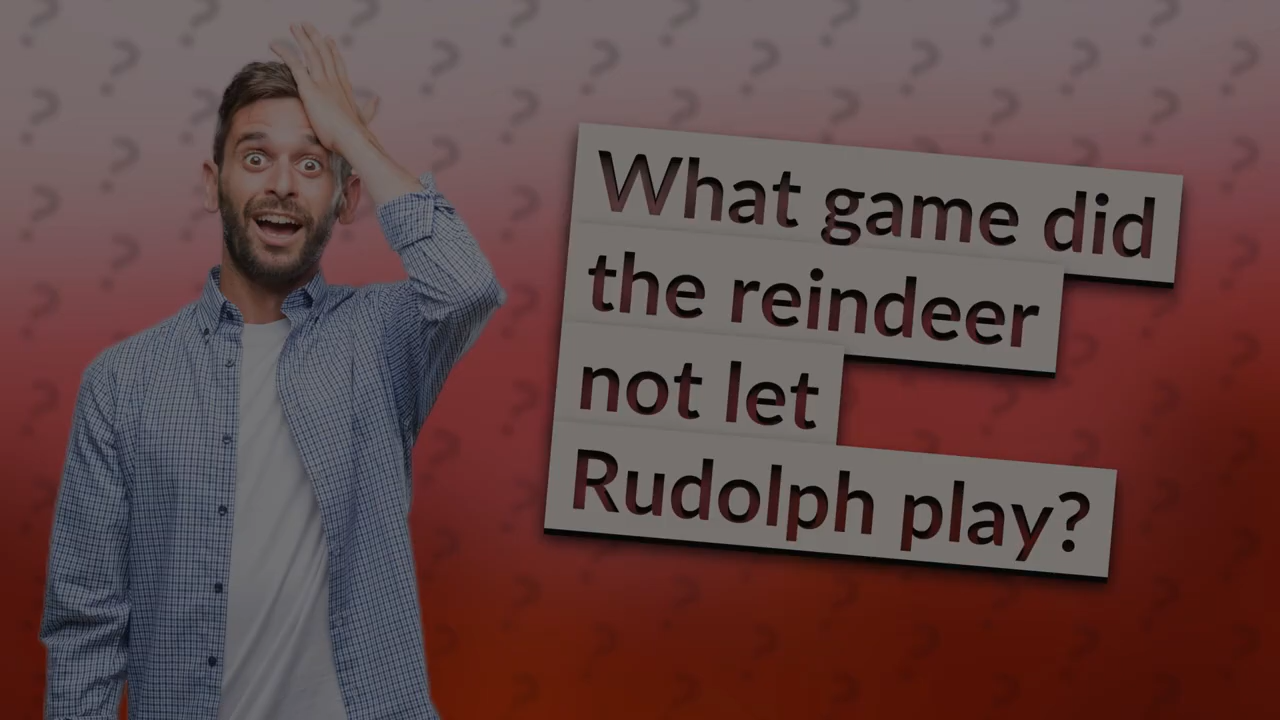 What game did
the reindeer
not let
Rudolph play?